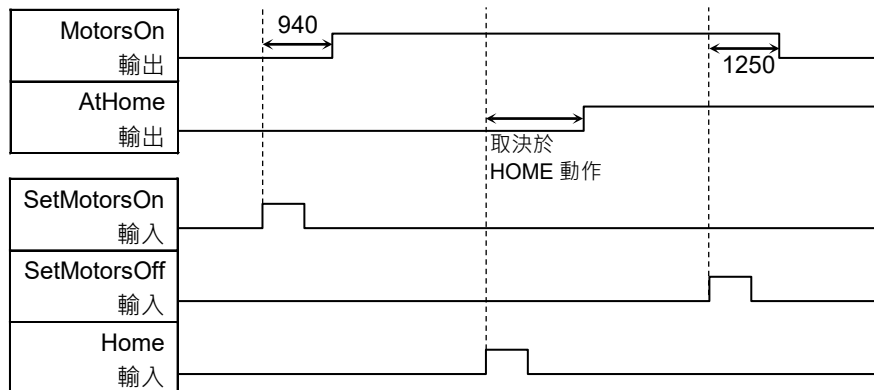 MotorsOn
輸出
940
1250
AtHome
輸出
取決於
HOME 動作
SetMotorsOn
輸入
SetMotorsOff
輸入
Home
輸入